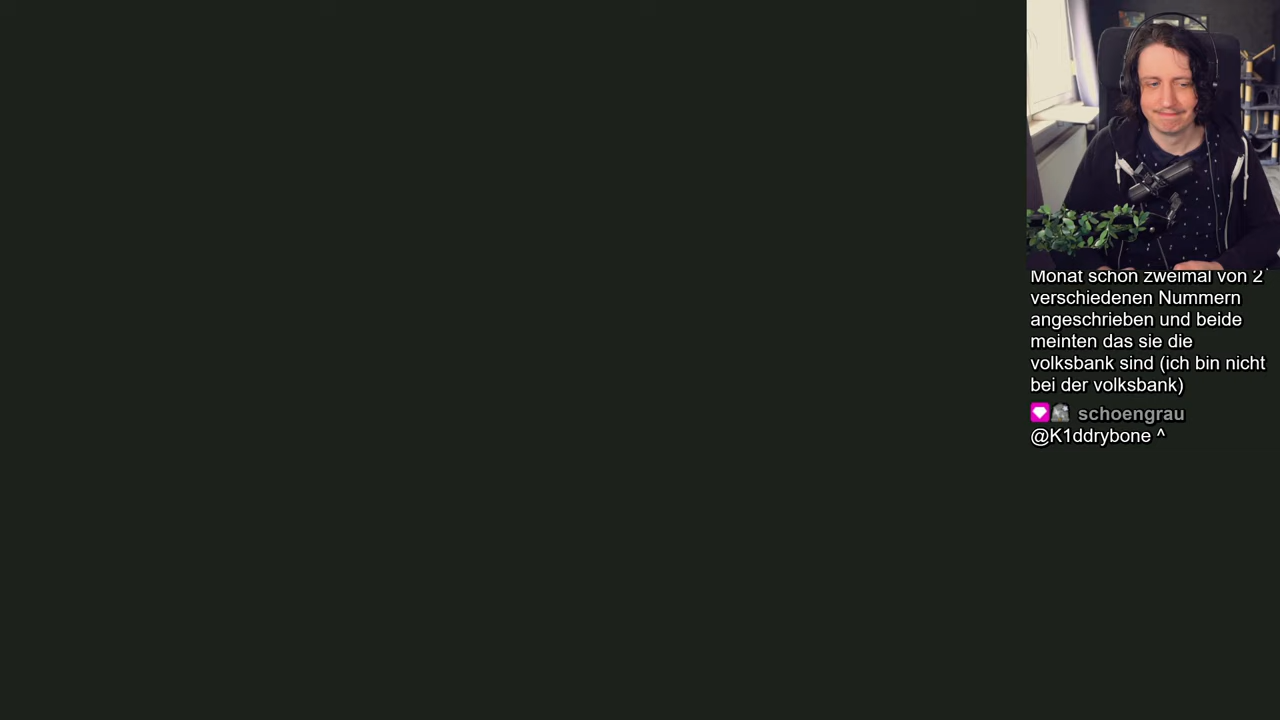 Monat schon zweimal von 2
verschiedenen Nummern
angeschrieben und beide
meinten das sie die
volksbank sind (ich bin nicht
bei der volksbank)
schoengrau
@K1ddrybone ^